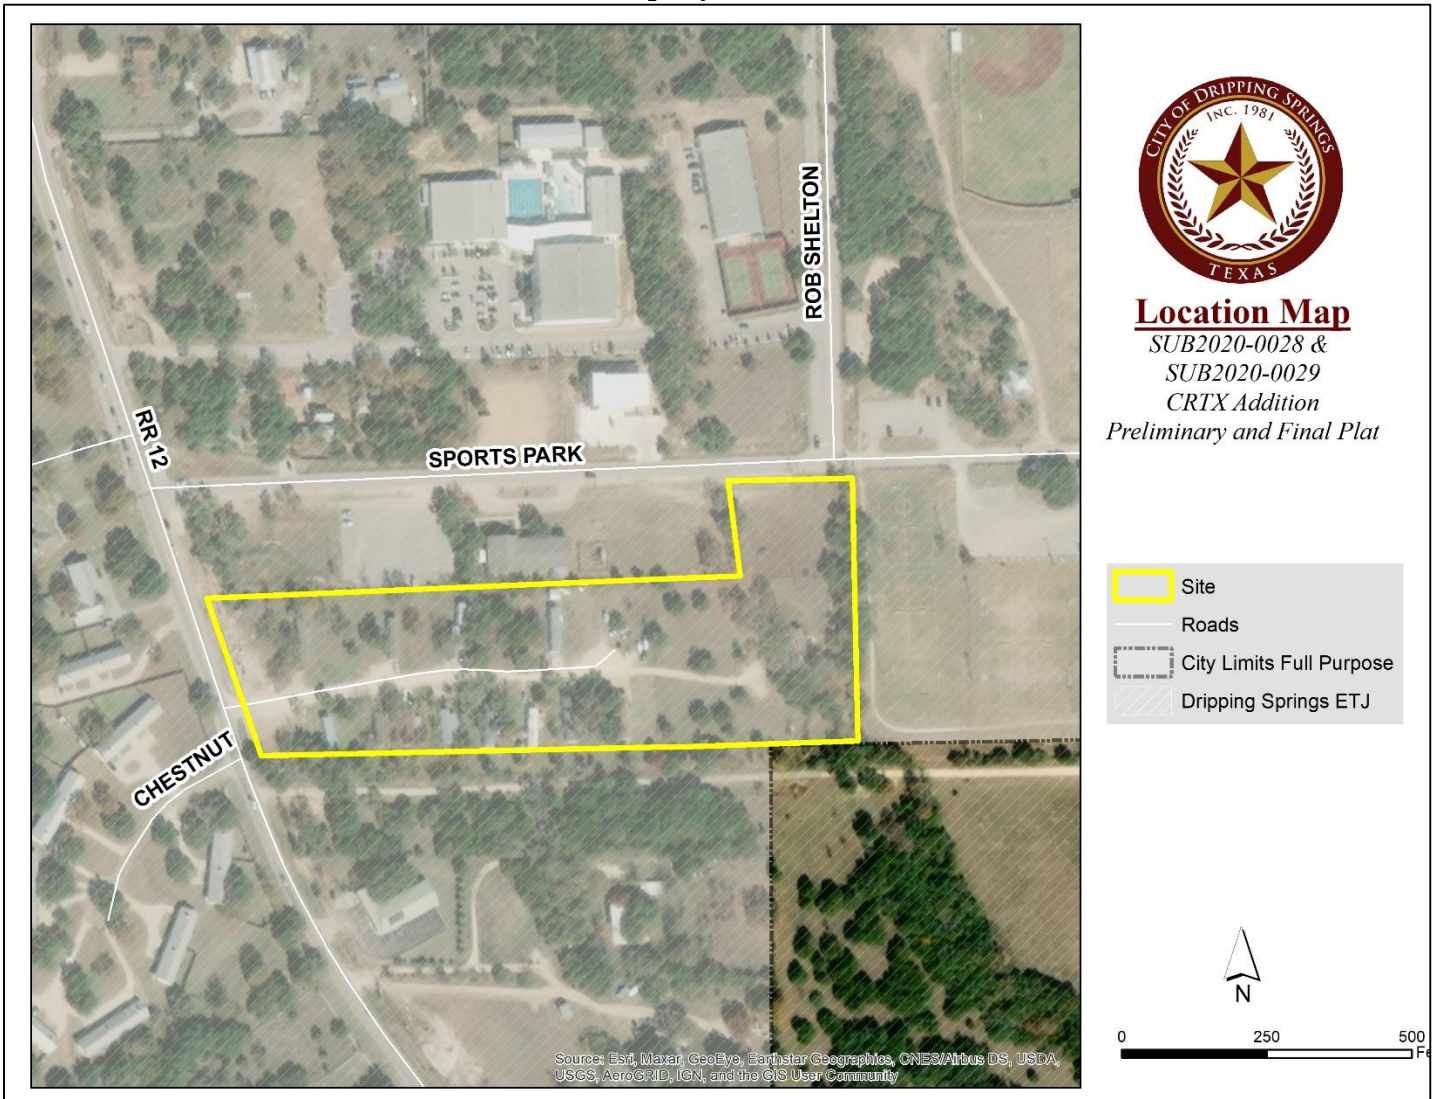 RR 12
SPORTS PARK
ROB SHELTON
CHESTNUT
Source: Esri, Maxar, GeoEye, Earthstar Geographics, CNES/Airbus DS, USDA,
USGS, AeroGRID, IGN, and the GIS User Community
CITY OF DRIPPING SPRINGS
INC. 1981
TEXAS
Location Map
SUB2020-0028 &
SUB2020-0029
CRTX Addition
Preliminary and Final Plat
Site
Roads
City Limits Full Purpose
Dripping Springs ETJ
N
0 250 500
Fe